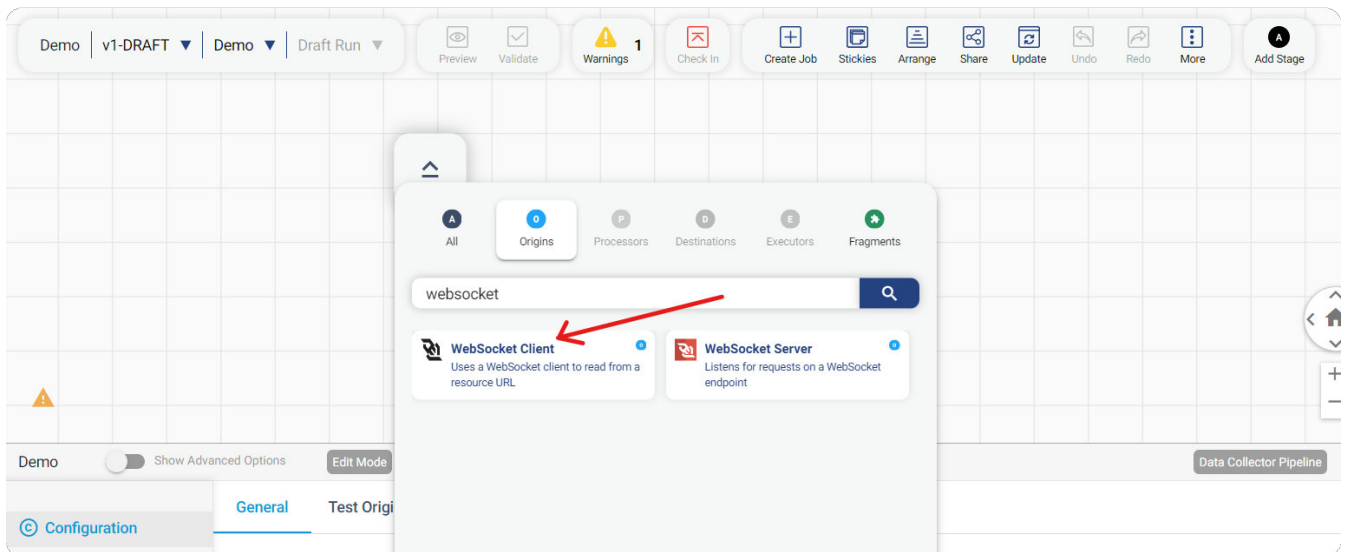 Demo
v1-DRAFT
Demo
Draft Run
Preview
Validate
Warnings
1
Check In
Create Job
Stickies
Arrange
Share
Update
Undo
Redo
More
A
Add Stage
A
All
O
Origins
P
Processors
D
Destinations
E
Executors
Fragments
websocket
WebSocket Client
O
Uses a WebSocket client to read from a
resource URL
WebSocket Server
O
Listens for requests on a WebSocket
endpoint
Demo
Show Advanced Options
Edit Mode
Data Collector Pipeline
C
Configuration
General
Test Origi